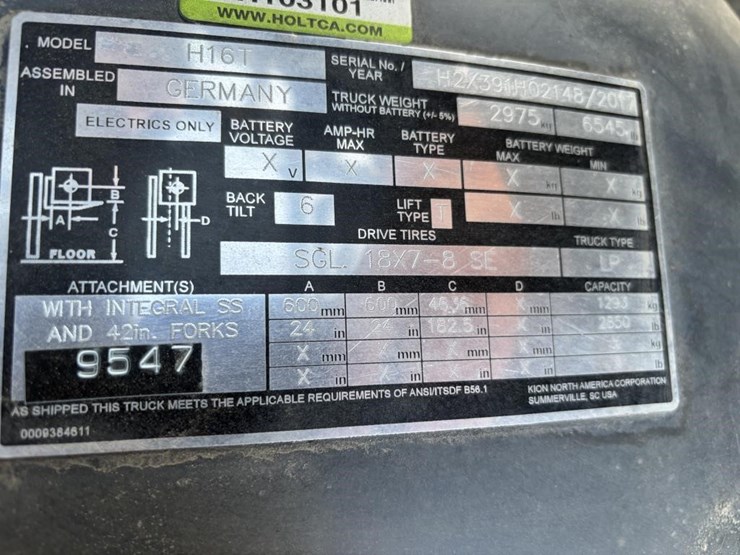 WWW.HOLTCA.COM
MODEL H16T SERIAL No. / YEAR
ASSEMBLED IN GERMANY TRUCK WEIGHT WITHOUT BATTERY (+/- 5%) 2975 kg 6545
ELECTRICS ONLY BATTERY VOLTAGE AMP-HR MAX BATTERY TYPE BATTERY WEIGHT
MAX MIN
X V X X X kg X kg
BACK TILT 6 LIFT TYPE T X lb X lb
A B C D
FLOOR
DRIVE TIRES TRUCK TYPE
SGL. 18X7-8 SE LP
ATTACHMENT(S) A B C D CAPACITY
WITH INTEGRAL SS 600 mm 600 mm mm X mm kg
AND 42in. FORKS 24 in 24 in 182.5 in X in lb
9547 X mm mm mm mm kg
X in in in in lb
AS SHIPPED THIS TRUCK MEETS THE APPLICABLE REQUIREMENTS OF ANSI/ITSDF B56.1
KION NORTH AMERICA CORPORATION
SUMMERVILLE, SC USA
0009384611